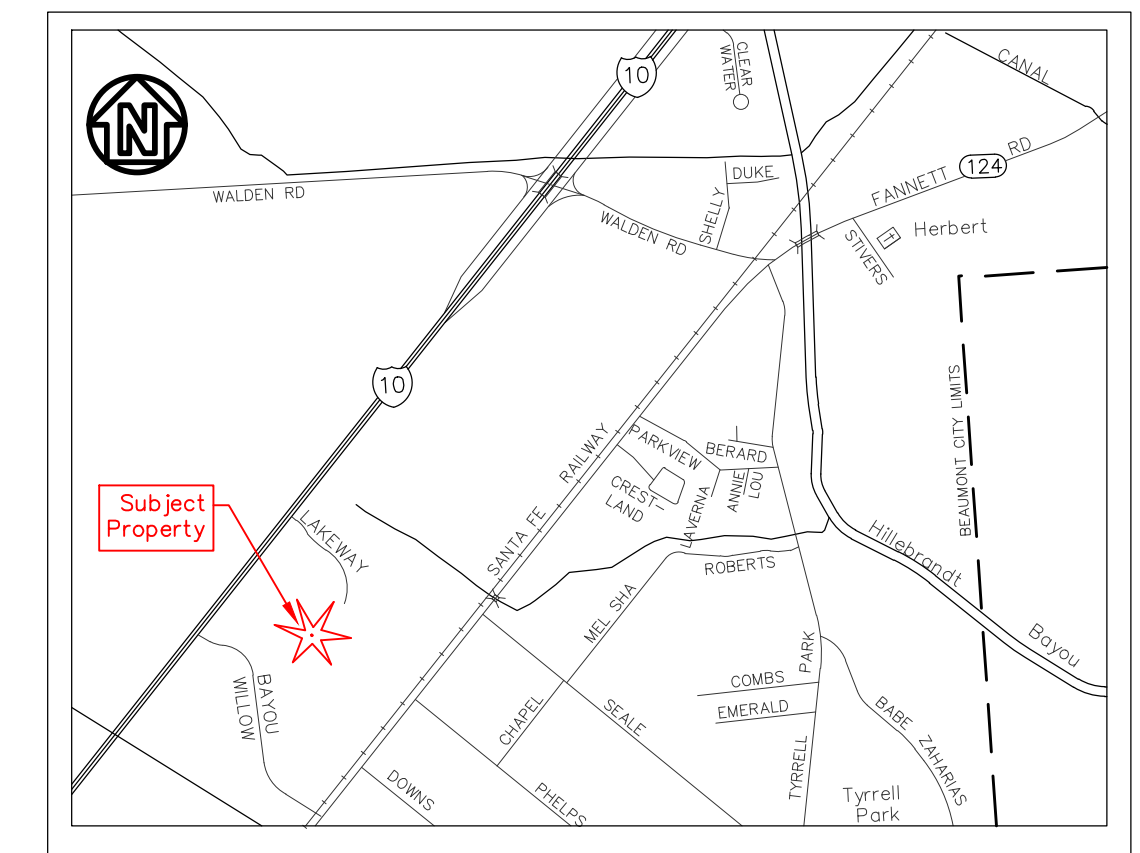 N
10
CLEAR
WATER
CANAL
WALDEN RD
DUKE
SHELLY
WALDEN RD
FANNETT
124
RD
STIVERS
Herbert
10
BEAUMONT CITY LIMITS
PARKVIEW
BERARD
ANNIE
LOU
LAVERNA
CREST-
LAND
SANTA FE RAILWAY
Subject
Property
LAKEWAY
Hillebrandt
Bayou
ROBERTS
MEL SHA
CHAPEL
SEALE
COMBS
EMERALD
TYRRELL PARK
BABE ZAHARIAS
WILLOW
BAYOU
DOWNS
PHELPS
Tyrrell
Park